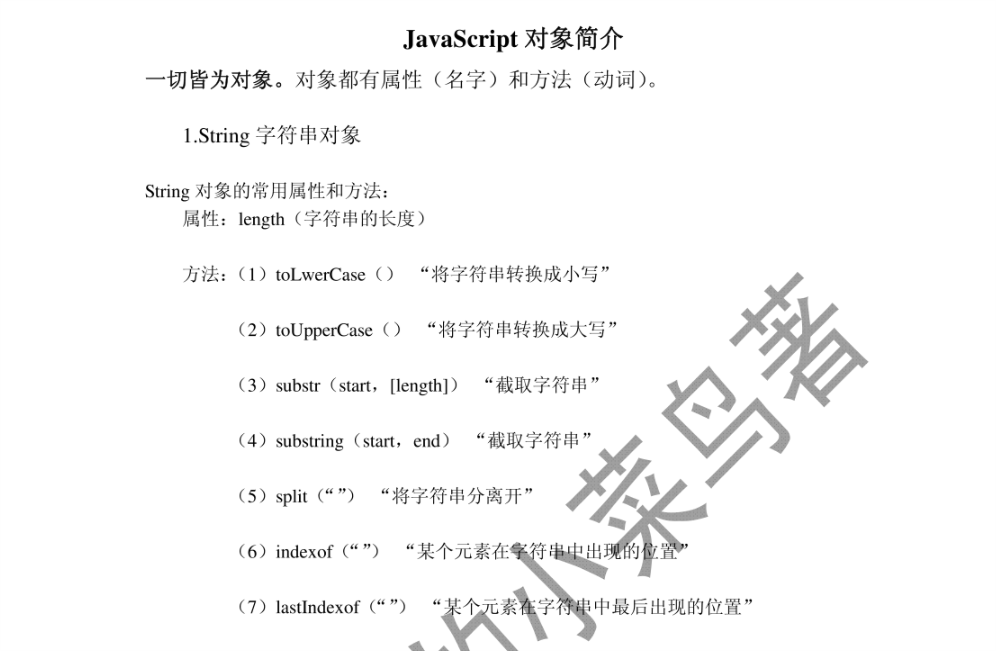 JavaScript 对象简介
一切皆为对象。对象都有属性（名字）和方法（动词）。
1.String 字符串对象
String 对象的常用属性和方法：
属性：length（字符串的长度）
方法：（1）toLwerCase（） “将字符串转换成小写”
（2）toUpperCase（） “将字符串转换成大写”
（3）substr（start，[length]） “截取字符串”
（4）substring（start，end） “截取字符串”
（5）split（“ ”） “将字符串分离开”
（6）indexof（“ ”） “某个元素在字符串中出现的位置”
（7）lastIndexof（“ ”） “某个元素在字符串中最后出现的位置”
的小菜鸟著